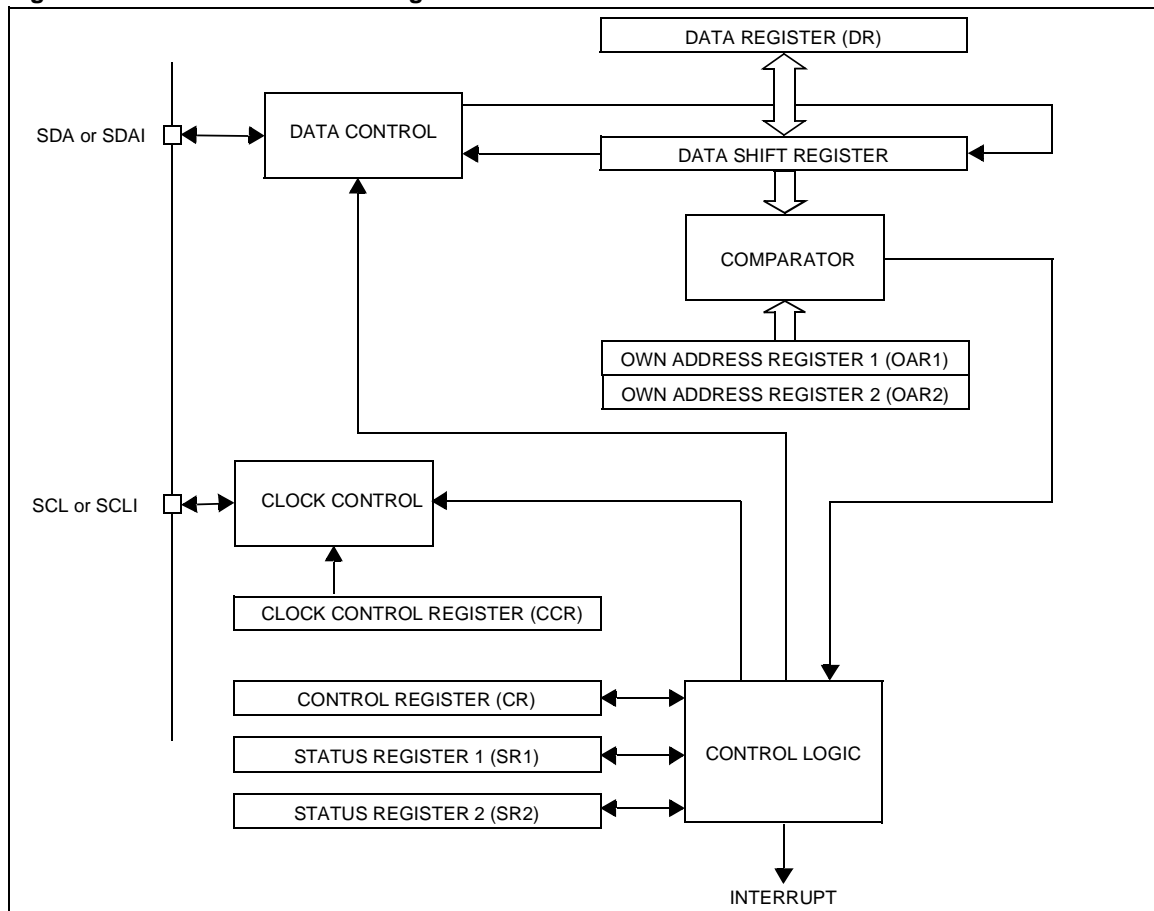 DATA REGISTER (DR)
SDA or SDAI
DATA CONTROL
DATA SHIFT REGISTER
COMPARATOR
OWN ADDRESS REGISTER 1 (OAR1)
OWN ADDRESS REGISTER 2 (OAR2)
SCL or SCLI
CLOCK CONTROL
CLOCK CONTROL REGISTER (CCR)
CONTROL REGISTER (CR)
STATUS REGISTER 1 (SR1)
CONTROL LOGIC
STATUS REGISTER 2 (SR2)
INTERRUPT